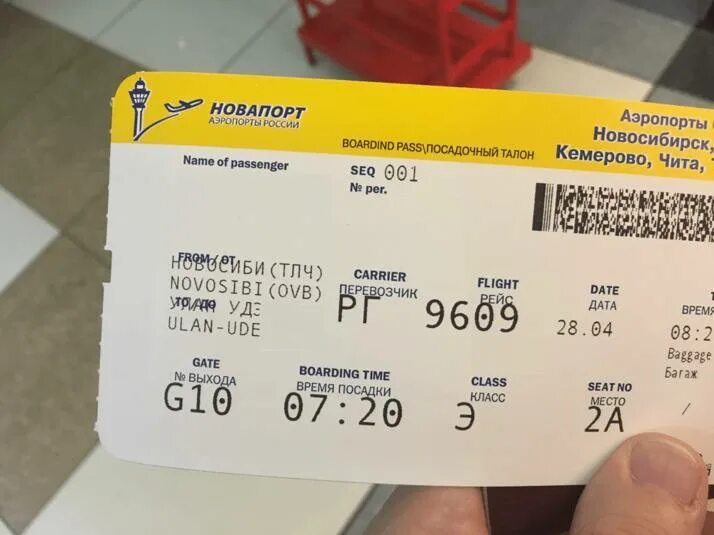 НОВАПОРТ
АЭРОПОРТЫ РОССИИ
BOARDIND PASS\ПОСАДОЧНЫЙ ТАЛОН
Аэропорты
Новосибирск,
Кемерово, Чита,
Name of passenger
SEQ 001
№ рег.
FROM / ОТ
НОВОСИБИ(ТЛЧ)
NOVOSIBI(OVB)
TO / ДО
УЛАН УДЭ
ULAN-UDE
CARRIER
ПЕРЕВОЗЧИК
РГ
FLIGHT
РЕЙС
9609
DATE
ДАТА
28.04
ВРЕМЯ
08:2
Baggage
Багаж
/
GATE
№ ВЫХОДА
G10
BOARDING TIME
ВРЕМЯ ПОСАДКИ
07:20
CLASS
КЛАСС
Э
SEAT NO
МЕСТО
2A